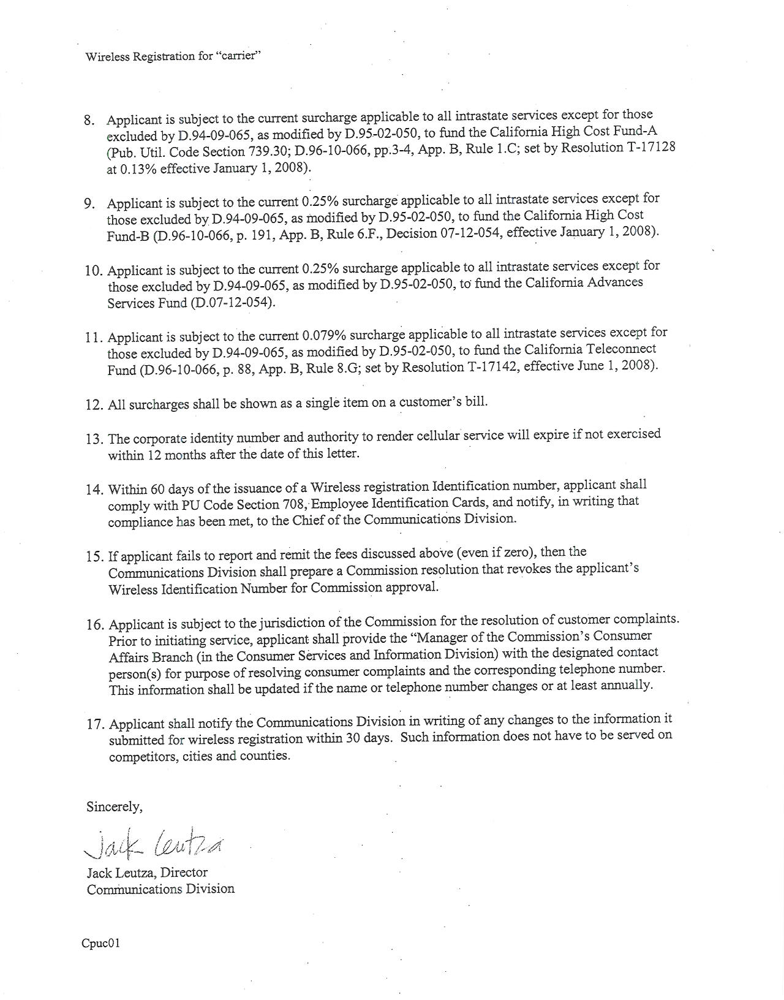 Wireless Registration for “carrier”
8. Applicant is subject to the current surcharge applicable to all intrastate services except for those
excluded by D.94-09-065, as modified by D.95-02-050, to fund the California High Cost Fund-A
(Pub. Util. Code Section 739.30; D.96-10-066, pp.3-4, App. B, Rule 1.C; set by Resolution T-17128
at 0.13% effective January 1, 2008).
9. Applicant is subject to the current 0.25% surcharge applicable to all intrastate services except for
those excluded by D.94-09-065, as modified by D.95-02-050, to fund the California High Cost
Fund-B (D.96-10-066, p. 191, App. B, Rule 6.F., Decision 07-12-054, effective January 1, 2008).
10. Applicant is subject to the current 0.25% surcharge applicable to all intrastate services except for
those excluded by D.94-09-065, as modified by D.95-02-050, to fund the California Advances
Services Fund (D.07-12-054).
11. Applicant is subject to the current 0.079% surcharge applicable to all intrastate services except for
those excluded by D.94-09-065, as modified by D.95-02-050, to fund the California Teleconnect
Fund (D.96-10-066, p. 88, App. B, Rule 8.G; set by Resolution T-17142, effective June 1, 2008).
12. All surcharges shall be shown as a single item on a customer’s bill.
13. The corporate identity number and authority to render cellular service will expire if not exercised
within 12 months after the date of this letter.
14. Within 60 days of the issuance of a Wireless registration Identification number, applicant shall
comply with PU Code Section 708, Employee Identification Cards, and notify, in writing that
compliance has been met, to the Chief of the Communications Division.
15. If applicant fails to report and remit the fees discussed above (even if zero), then the
Communications Division shall prepare a Commission resolution that revokes the applicant’s
Wireless Identification Number for Commission approval.
16. Applicant is subject to the jurisdiction of the Commission for the resolution of customer complaints.
Prior to initiating service, applicant shall provide the “Manager of the Commission’s Consumer
Affairs Branch (in the Consumer Services and Information Division) with the designated contact
person(s) for purpose of resolving consumer complaints and the corresponding telephone number.
This information shall be updated if the name or telephone number changes or at least annually.
17. Applicant shall notify the Communications Division in writing of any changes to the information it
submitted for wireless registration within 30 days. Such information does not have to be served on
competitors, cities and counties.
Sincerely,
Jack Leutza
Jack Leutza, Director
Communications Division
Cpuc01